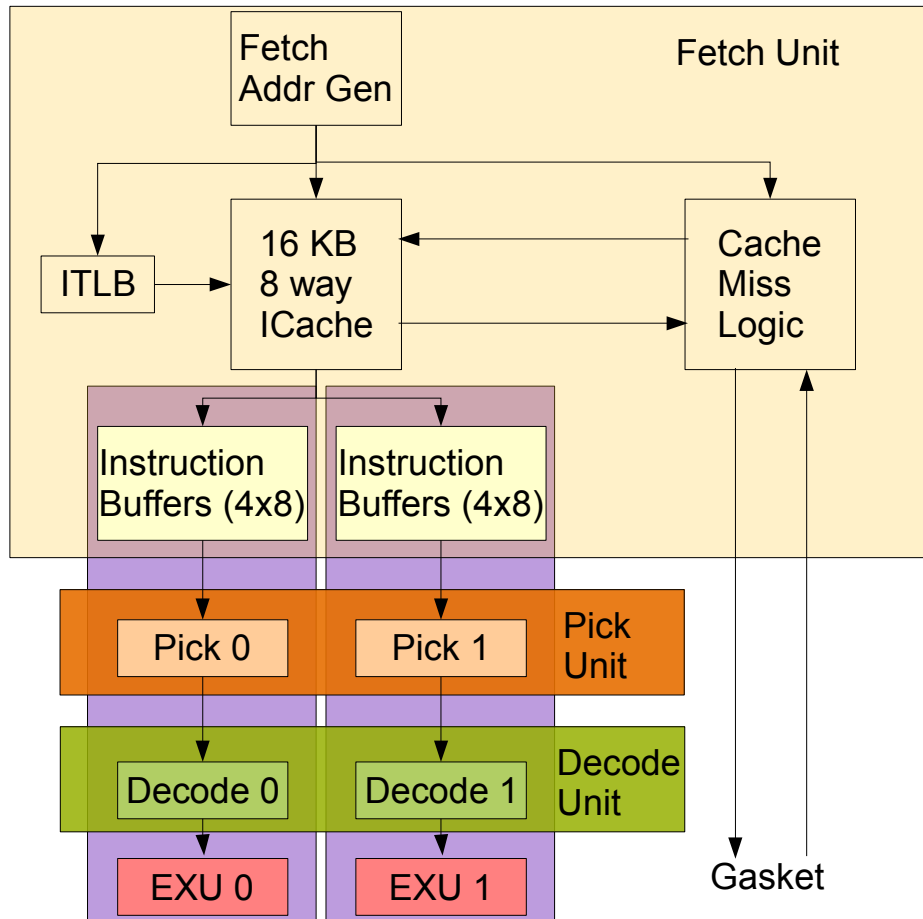 Fetch
Addr Gen
Fetch Unit
ITLB
16 KB
8 way
ICache
Cache
Miss
Logic
Instruction
Buffers (4x8)
Instruction
Buffers (4x8)
Pick 0
Pick 1
Pick
Unit
Decode 0
Decode 1
Decode
Unit
EXU 0
EXU 1
Gasket